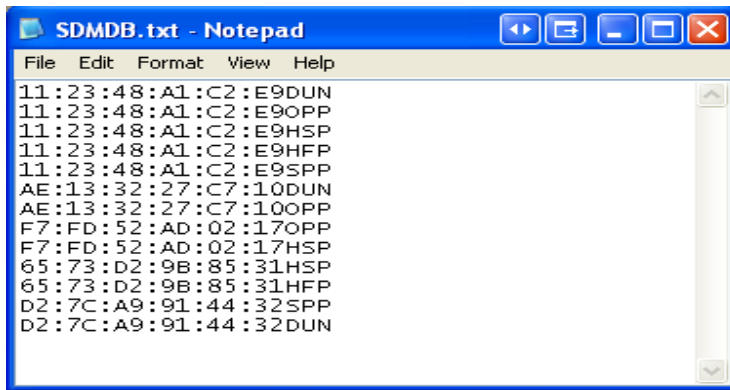 SDMDB.txt - Notepad
File Edit Format View Help
11:23:48:A1:C2:E9DUN
11:23:48:A1:C2:E9OPP
11:23:48:A1:C2:E9HSP
11:23:48:A1:C2:E9HFP
11:23:48:A1:C2:E9SPP
AE:13:32:27:C7:10DUN
AE:13:32:27:C7:10OPP
F7:FD:52:AD:02:17OPP
F7:FD:52:AD:02:17HSP
65:73:D2:9B:85:31HSP
65:73:D2:9B:85:31HFP
D2:7C:A9:91:44:32SPP
D2:7C:A9:91:44:32DUN